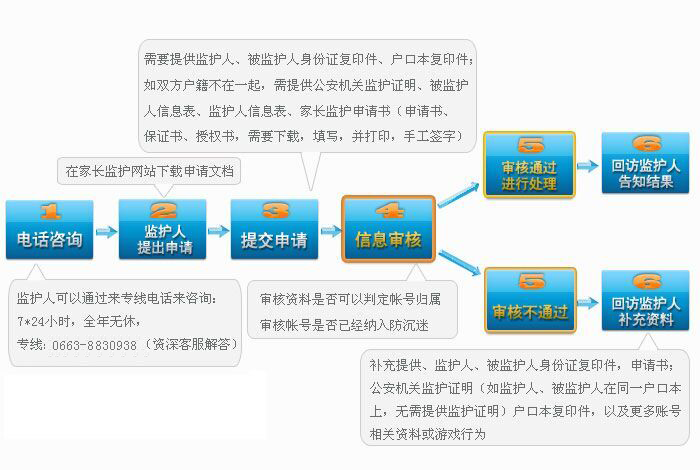 需要提供监护人、被监护人身份证复印件、户口本复印件;
如双方户籍不在一起，需提供公安机关监护证明、被监护
人信息表、监护人信息表、家长监护申请书（申请书、
保证书、授权书，需要下载，填写，并打印，手工签字）
在家长监护网站下载申请文档
1
电话咨询
2
监护人
提出申请
3
提交申请
4
信息审核
5
审核通过
进行处理
6
回访监护人
告知结果
5
审核不通过
6
回访监护人
补充资料
监护人可以通过来专线电话来咨询:
7*24小时，全年无休，
专线: 0663-8830938（资深客服解答）
审核资料是否可以判定帐号归属
审核帐号是否已经纳入防沉迷
补充提供、监护人、被监护人身份证复印件，申请书;
公安机关监护证明（如监护人、被监护人在同一户口本
上，无需提供监护证明）户口本复印件，以及更多账号
相关资料或游戏行为